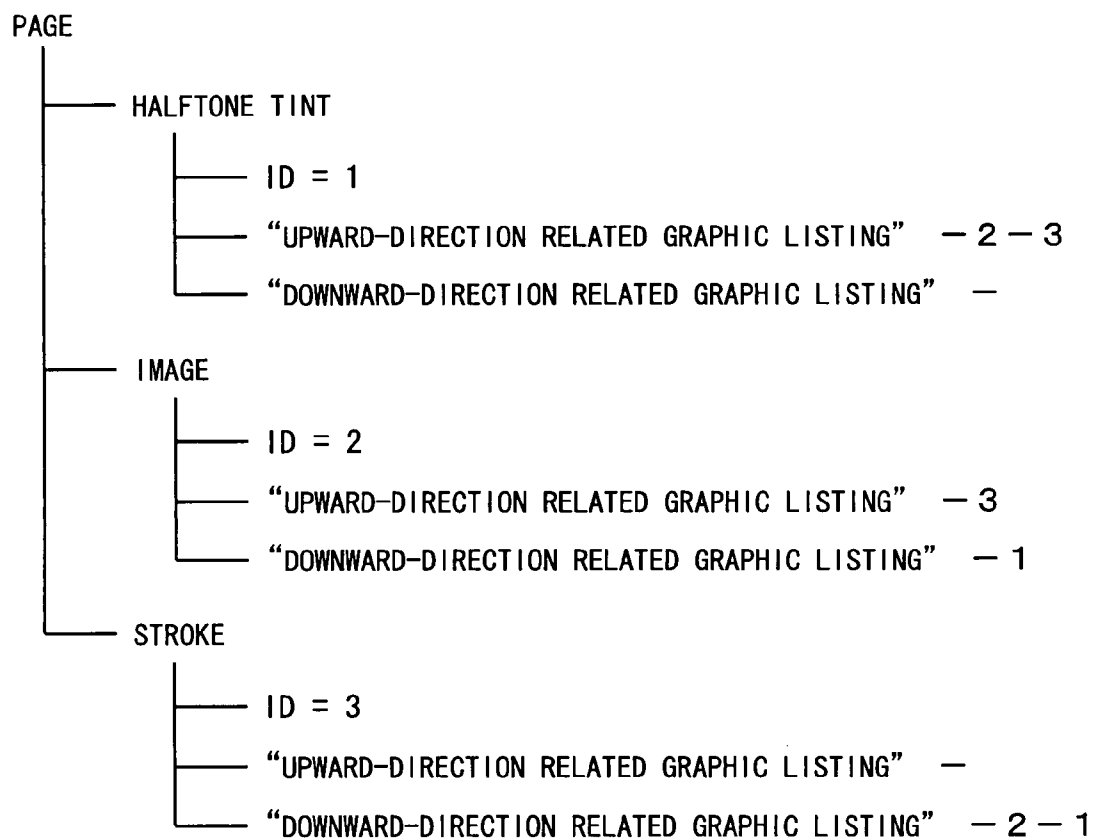 PAGE
HALFTONE TINT
ID = 1
“UPWARD-DIRECTION RELATED GRAPHIC LISTING” — 2 — 3
“DOWNWARD-DIRECTION RELATED GRAPHIC LISTING” —
IMAGE
ID = 2
“UPWARD-DIRECTION RELATED GRAPHIC LISTING” — 3
“DOWNWARD-DIRECTION RELATED GRAPHIC LISTING” — 1
STROKE
ID = 3
“UPWARD-DIRECTION RELATED GRAPHIC LISTING” —
“DOWNWARD-DIRECTION RELATED GRAPHIC LISTING” — 2 — 1